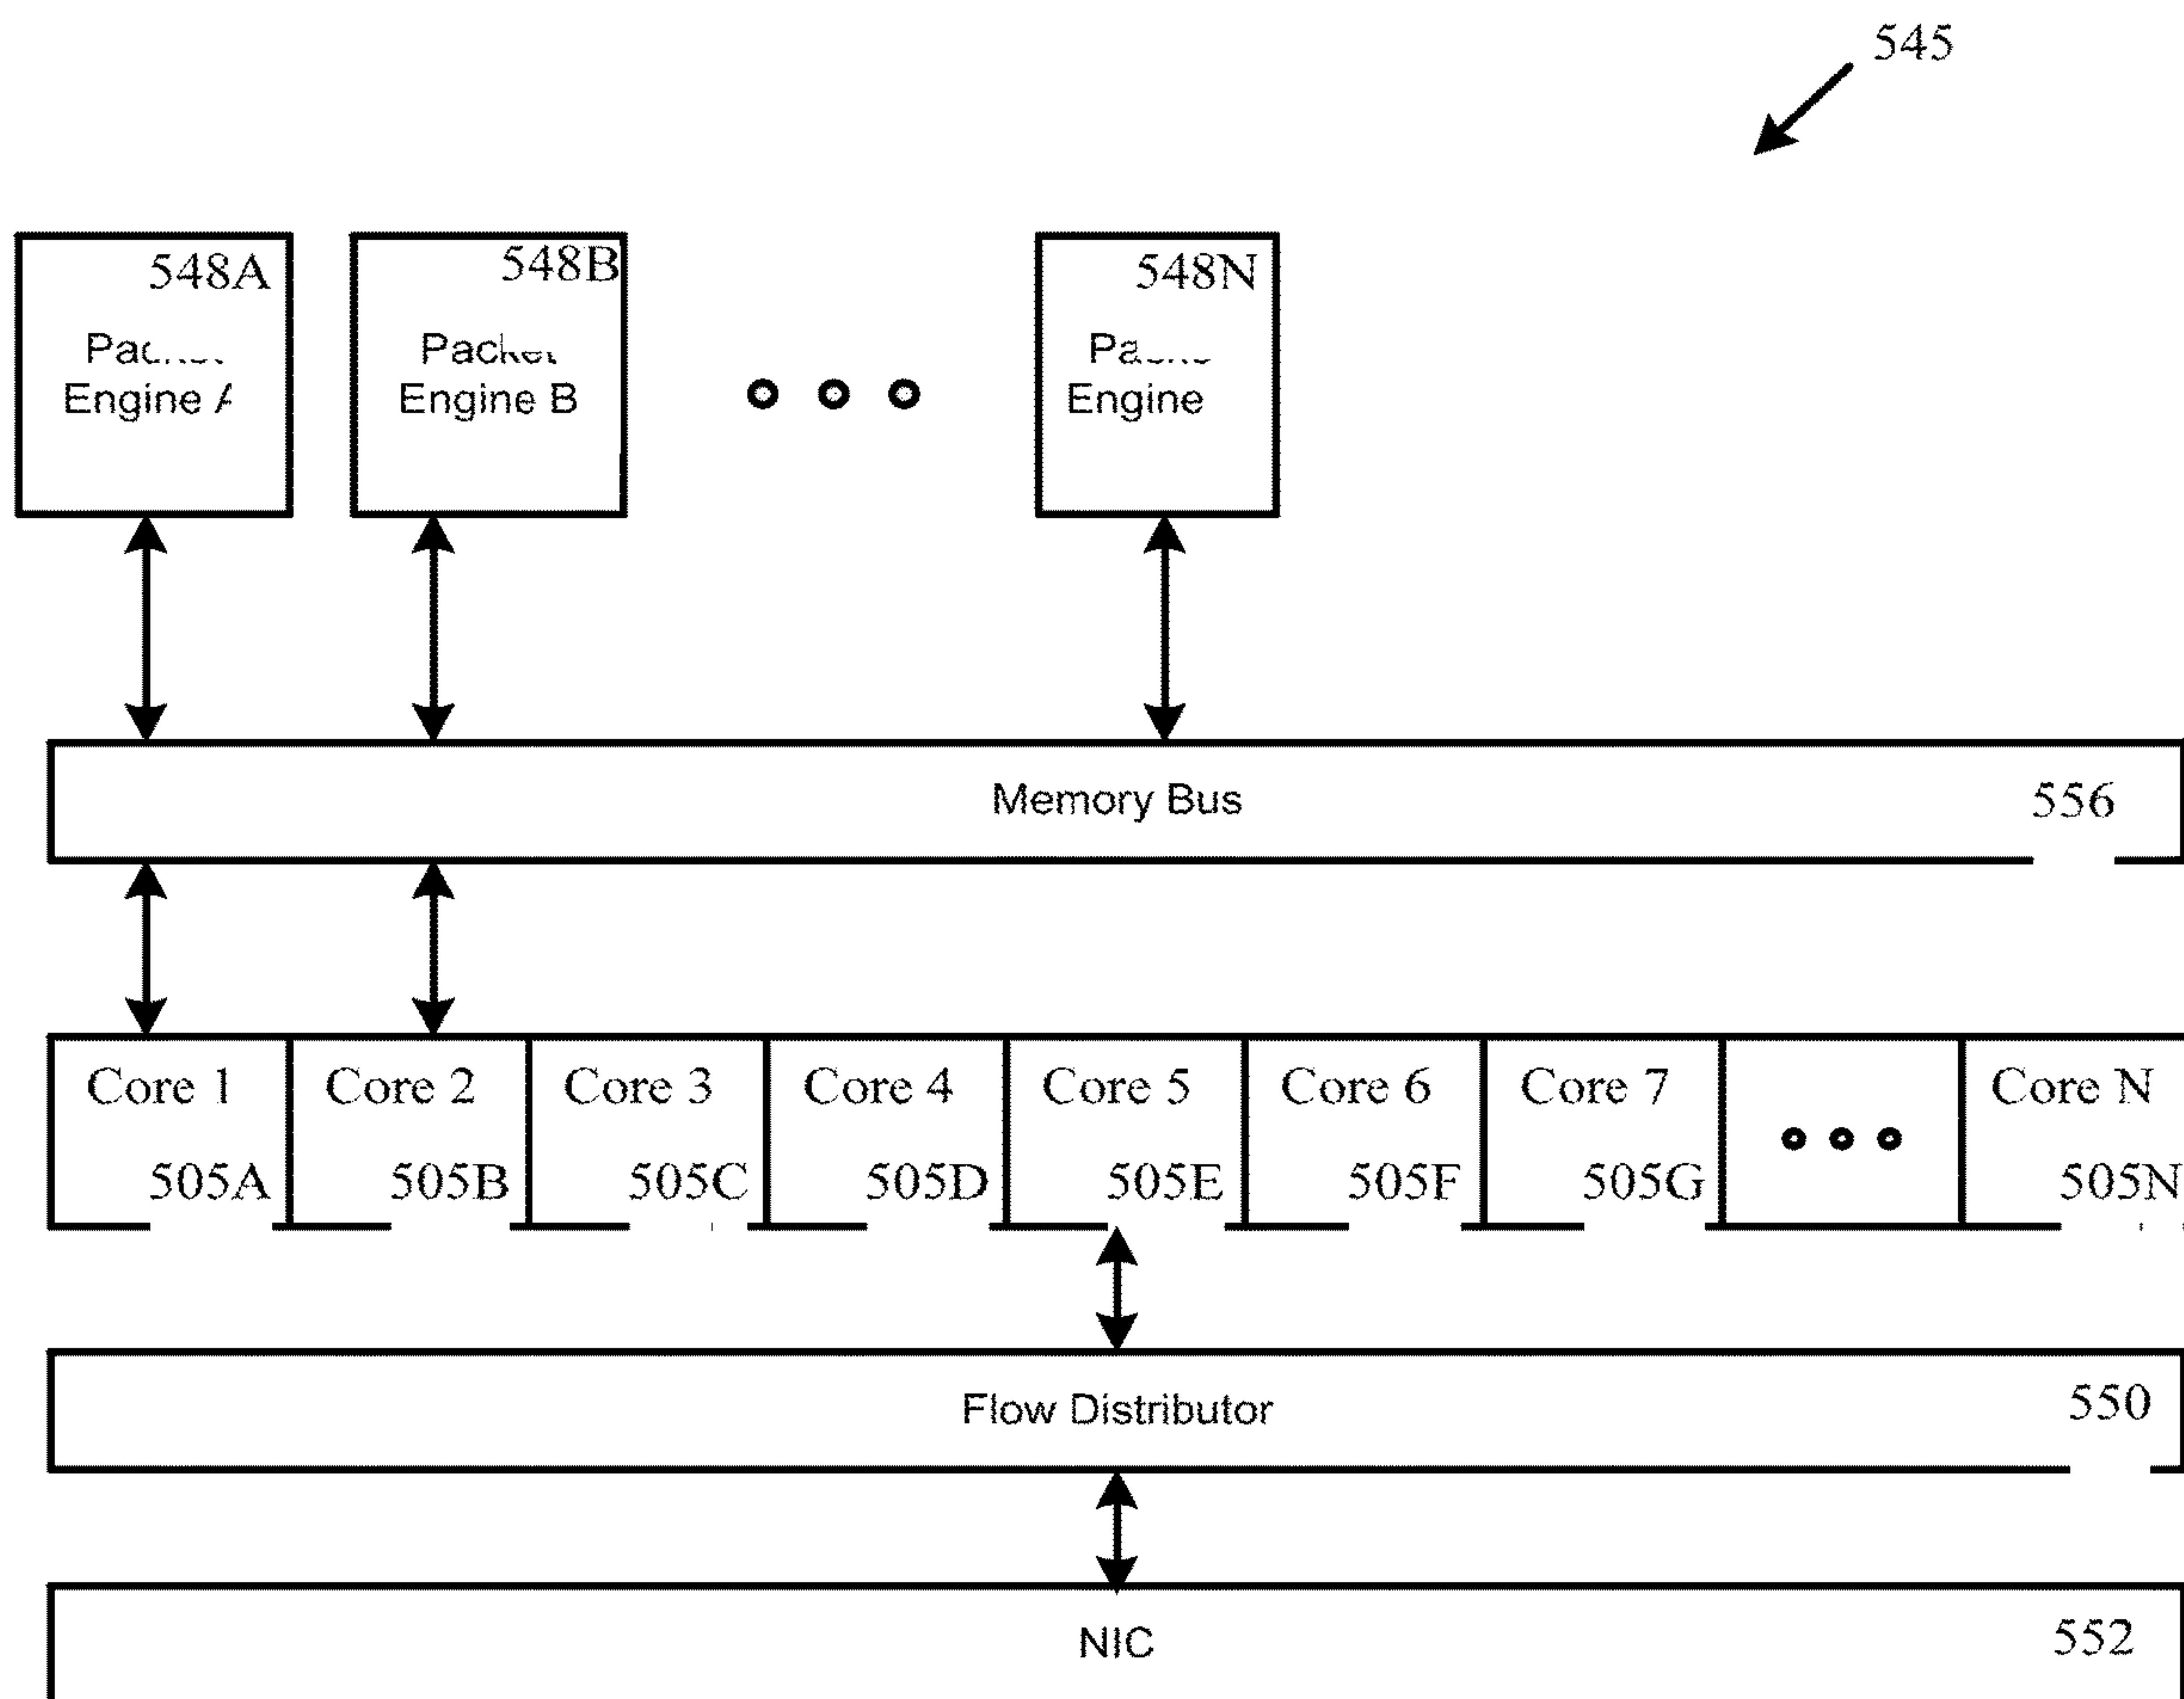 545
548A
Engine
548B
Packet
Engine B
548N
Engine
Memory Bus
556
Core 1
505A
Core 2
505B
Core 3
505C
Core 4
505D
Core 5
505E
Core 6
505F
Core 7
505G
Core N
505N
Flow Distributor
550
NIC
552